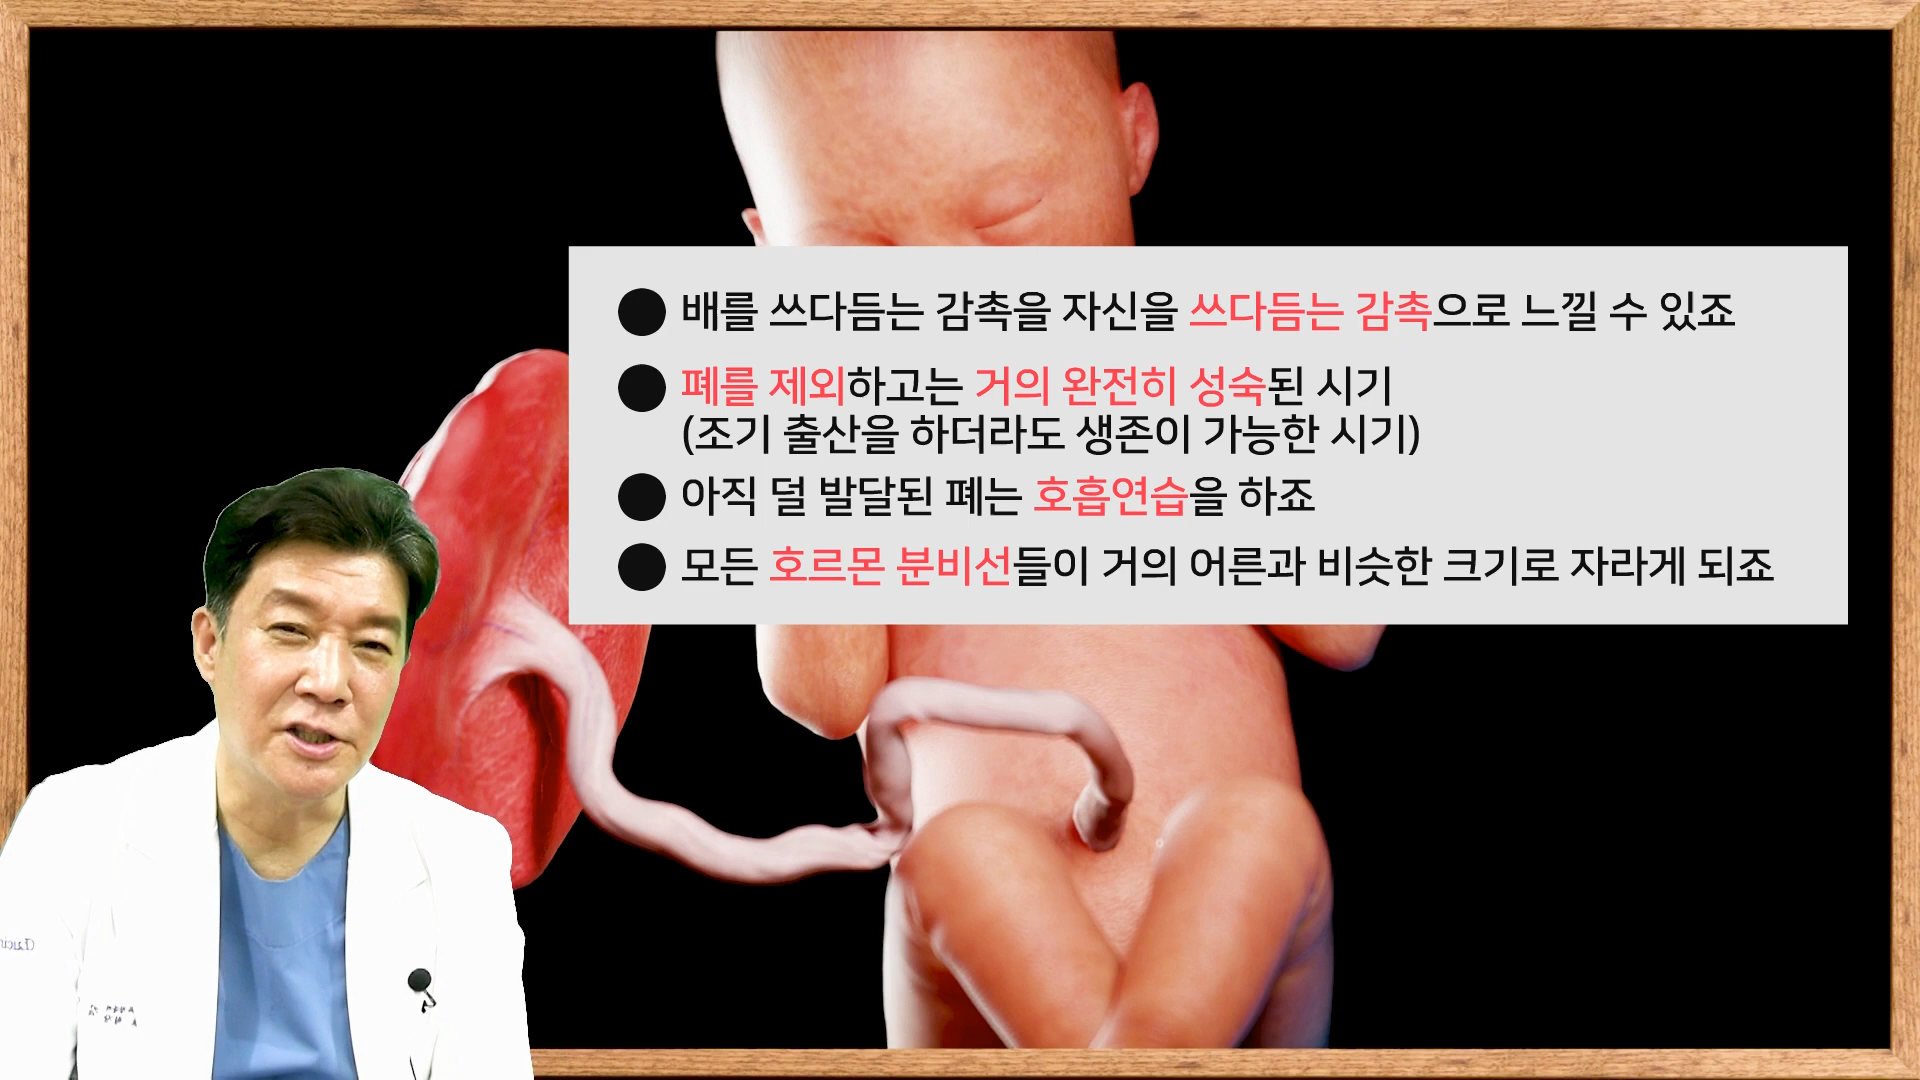 ● 배를 쓰다듬는 감촉을 자신을 쓰다듬는 감촉으로 느낄 수 있죠
● 폐를 제외하고는 거의 완전히 성숙된 시기
(조기 출산을 하더라도 생존이 가능한 시기)
● 아직 덜 발달된 폐는 호흡연습을 하죠
● 모든 호르몬 분비선들이 거의 어른과 비슷한 크기로 자라게 되죠